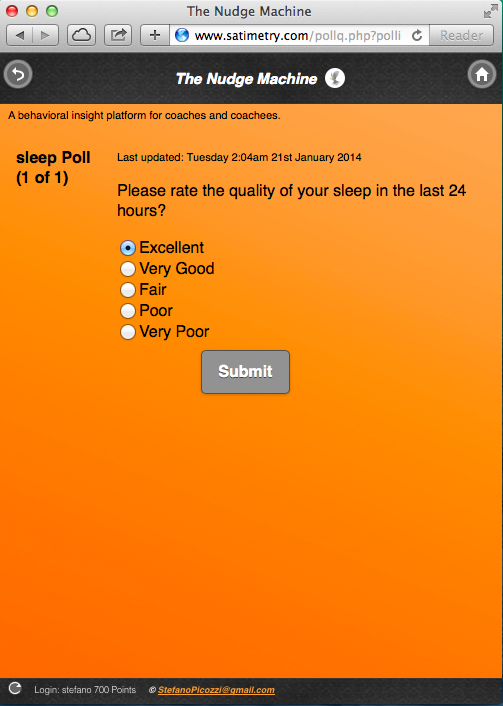 The Nudge Machine
www.satimetry.com/pollq.php?polli
Reader
The Nudge Machine
A behavioral insight platform for coaches and coachees.
sleep Poll
(1 of 1)
Last updated: Tuesday 2:04am 21st January 2014
Please rate the quality of your sleep in the last 24
hours?
Excellent
Very Good
Fair
Poor
Very Poor
Submit
Login: stefano 700 Points © StefanoPicozzi@gmail.com